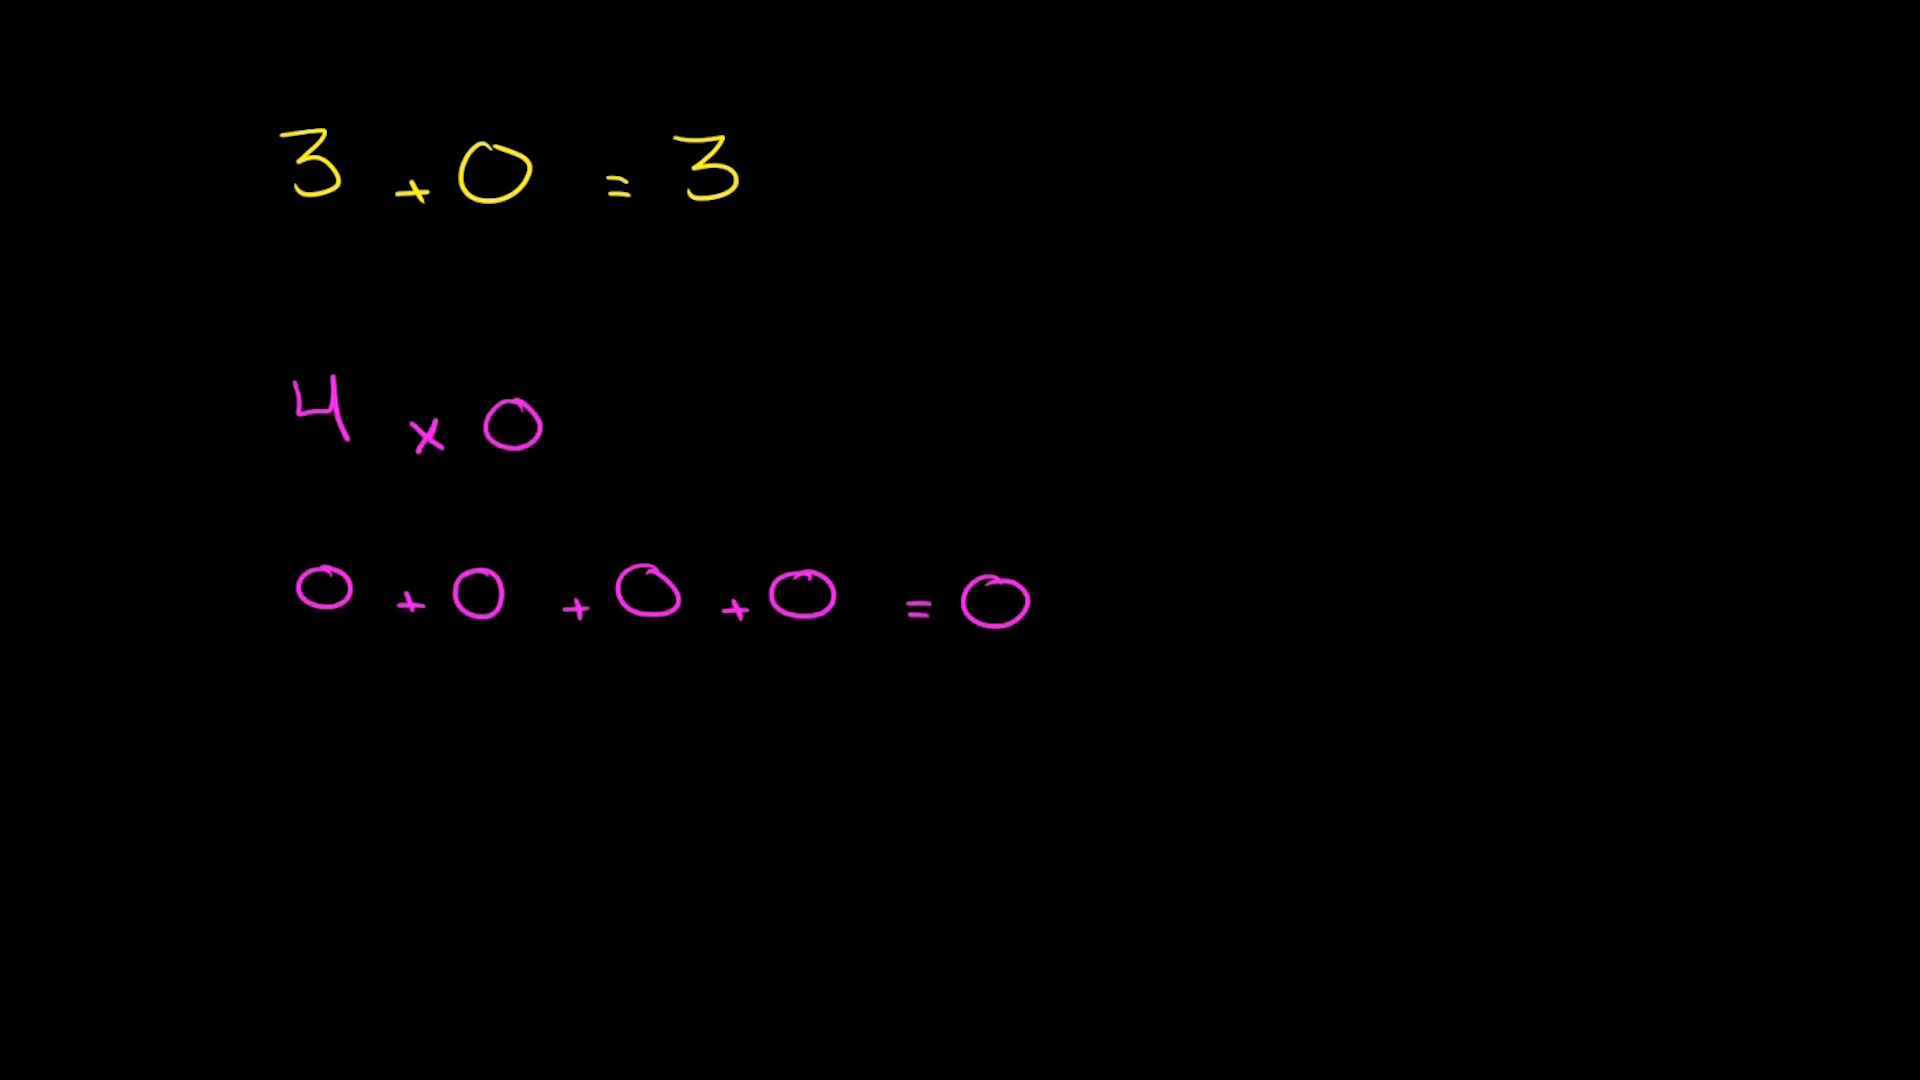 3 + 0 = 3
4 x 0
0 + 0 + 0 + 0 = 0